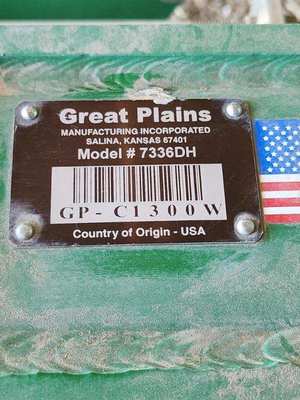 Great Plains
MANUFACTURING INCORPORATED
SALINA, KANSAS 67401
Model # 7336DH
GP-C1300W
Country of Origin - USA